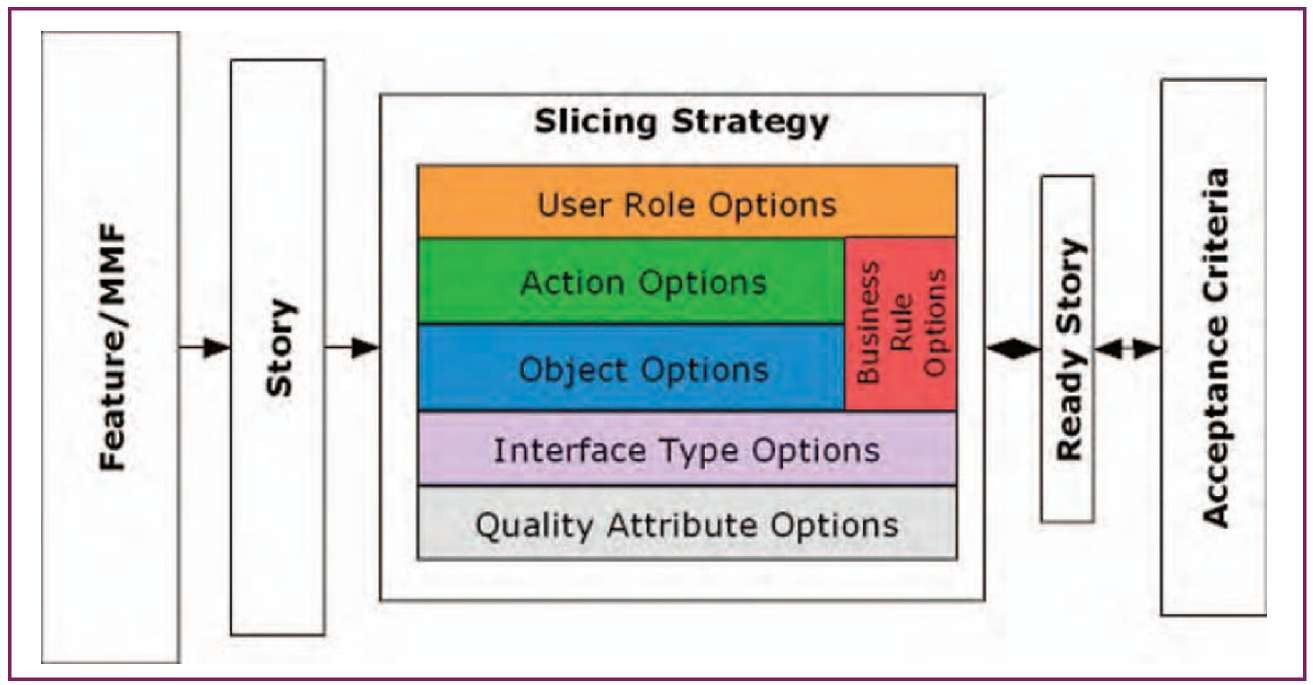 Feature/MMF
Story
Slicing Strategy
User Role Options
Action Options
Object Options
Business
Rule
Options
Interface Type Options
Quality Attribute Options
Ready Story
Acceptance Criteria